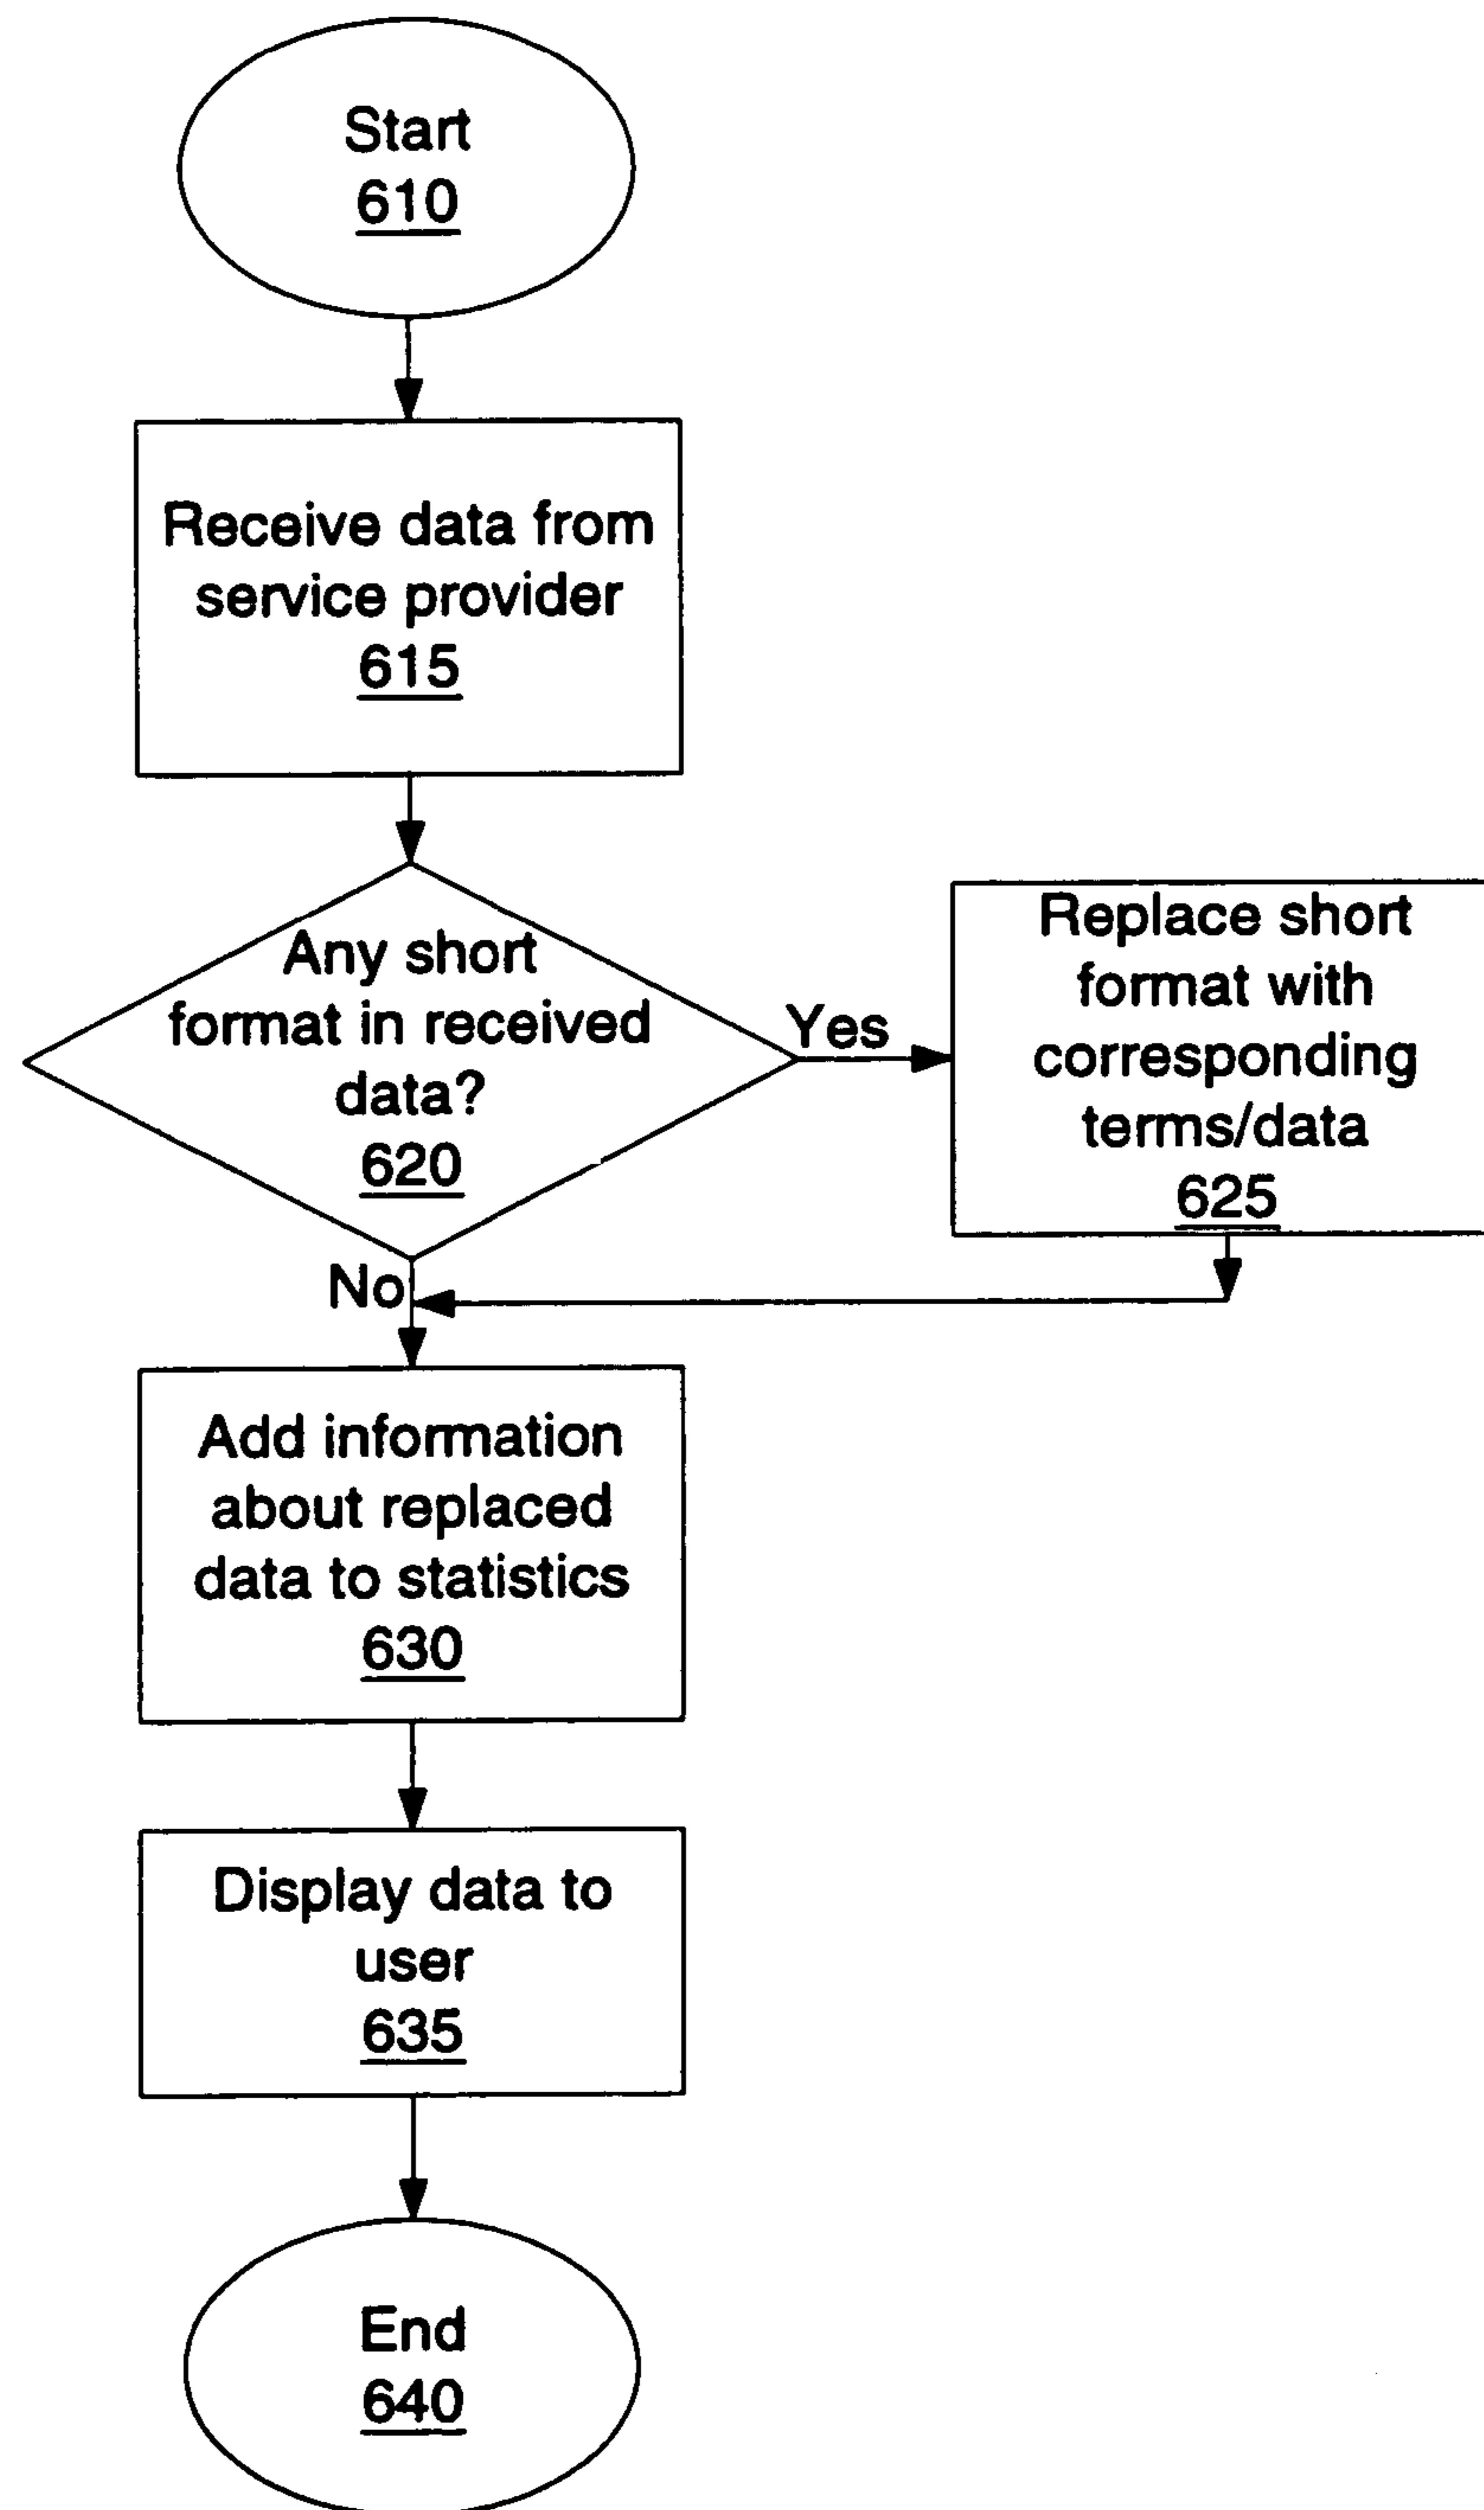 Start
610
Receive data from
service provider
615
Any short
format in received
data?
620
Yes
Replace short
format with
corresponding
terms/data
625
No
Add information
about replaced
data to statistics
630
Display data to
user
635
End
640